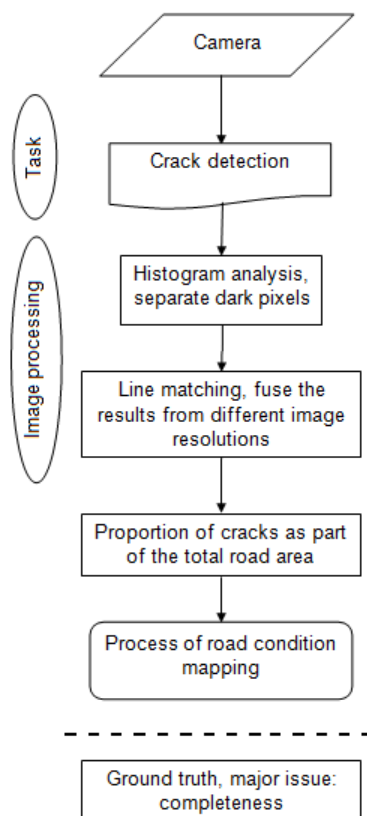 Camera
Task
Crack detection
Image processing
Histogram analysis,
separate dark pixels
Line matching, fuse the
results from different image
resolutions
Proportion of cracks as part
of the total road area
Process of road condition
mapping
Ground truth, major issue:
completeness